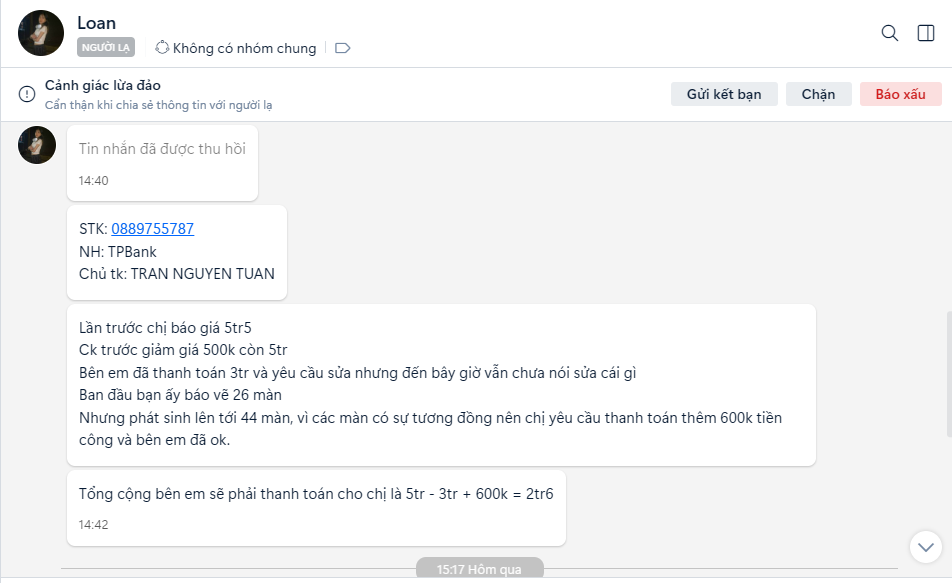 Loan
NGƯỜI LẠ
Không có nhóm chung
Cảnh giác lừa đảo
Cẩn thận khi chia sẻ thông tin với người lạ
Gửi kết bạn
Chặn
Báo xấu
Tin nhắn đã được thu hồi
14:40
STK: 0889755787
NH: TPBank
Chủ tk: TRAN NGUYEN TUAN
Lần trước chị báo giá 5tr5
Ck trước giảm giá 500k còn 5tr
Bên em đã thanh toán 3tr và yêu cầu sửa nhưng đến bây giờ vẫn chưa nói sửa cái gì
Ban đầu bạn ấy báo vẽ 26 màn
Nhưng phát sinh lên tới 44 màn, vì các màn có sự tương đồng nên chị yêu cầu thanh toán thêm 600k tiền
công và bên em đã ok.
Tổng cộng bên em sẽ phải thanh toán cho chị là 5tr - 3tr + 600k = 2tr6
14:42
15:17 Hôm qua